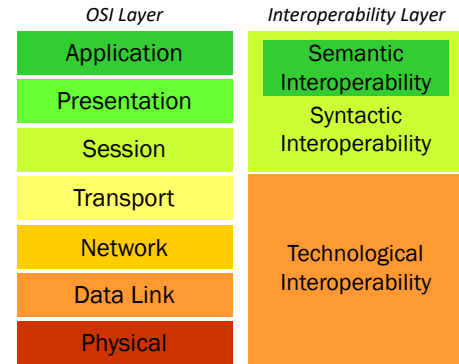 OSI Layer
Application
Presentation
Session
Transport
Network
Data Link
Physical
Interoperability Layer
Semantic
Interoperability
Syntactic
Interoperability
Technological
Interoperability